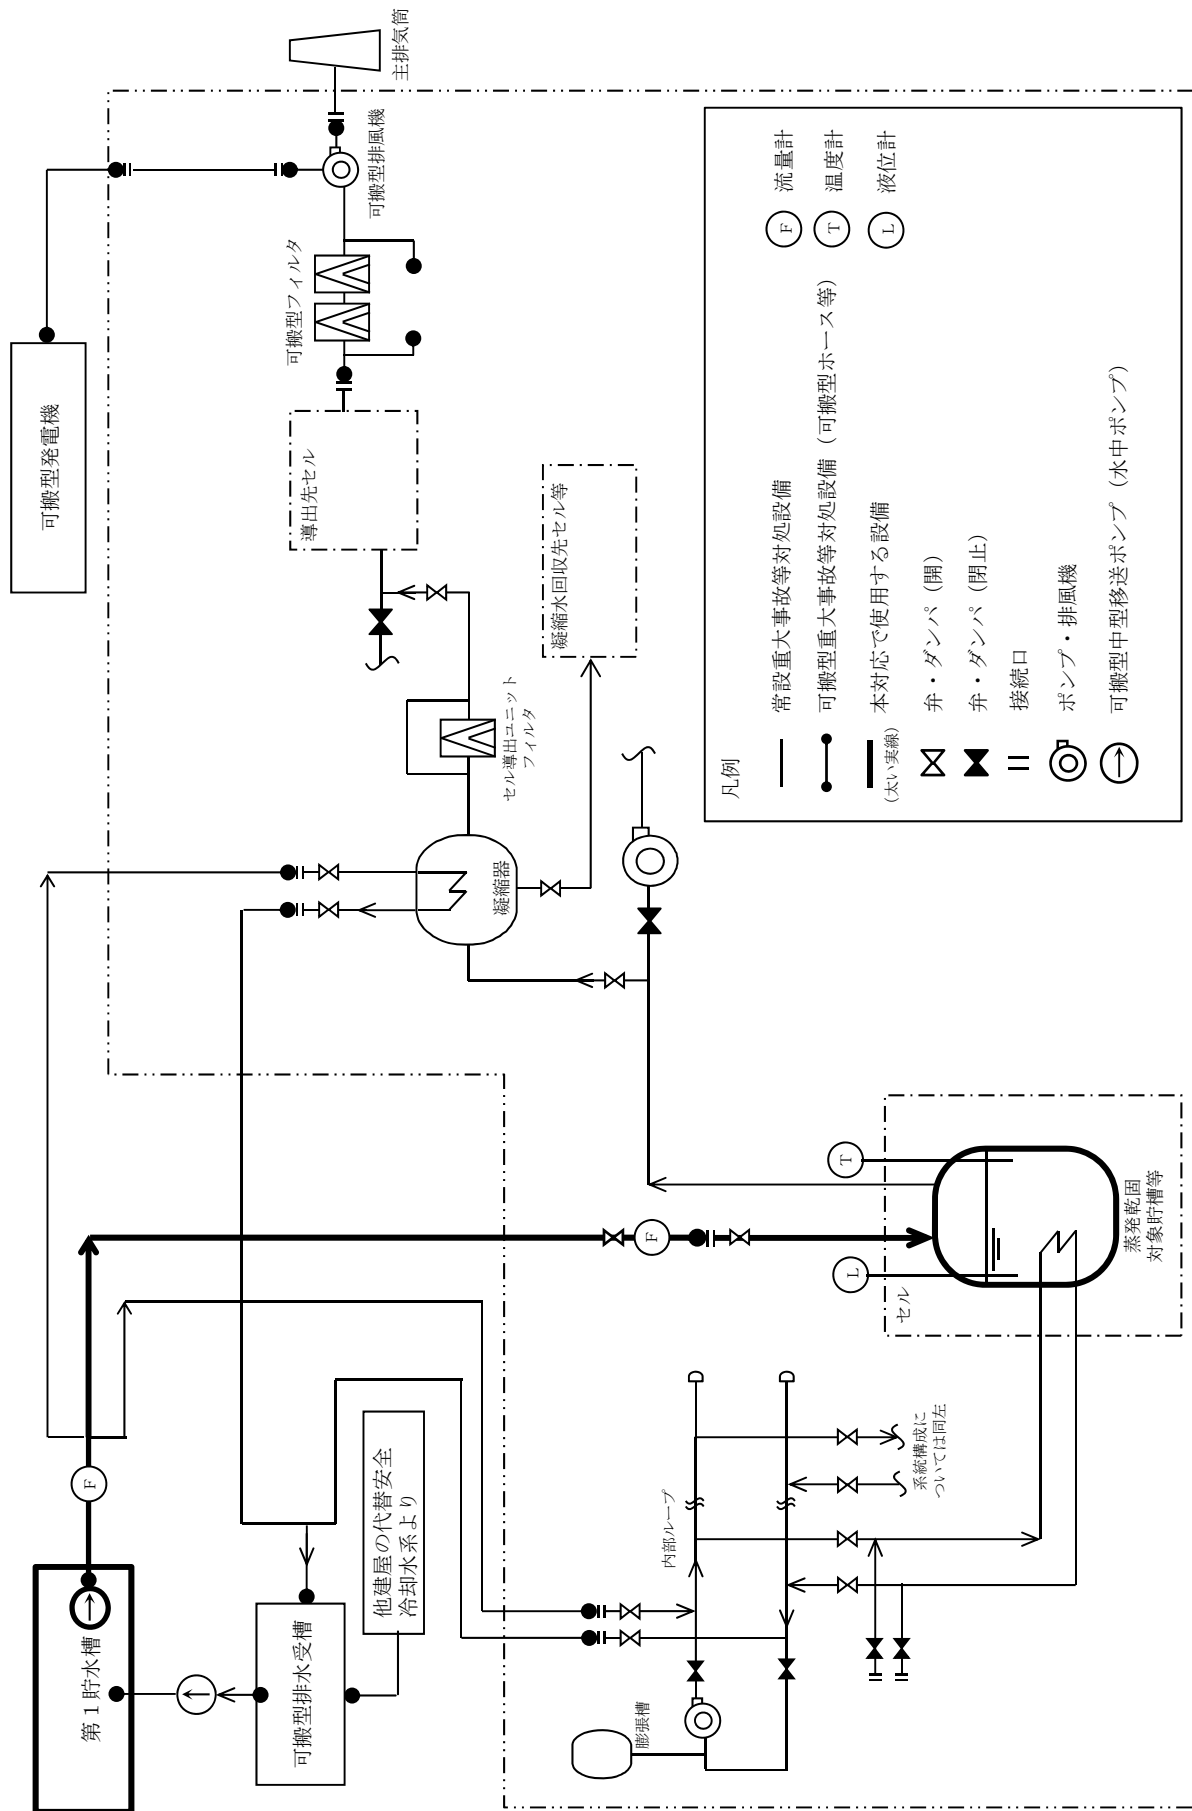 可搬型発電機
主排気筒
可搬型排風機
可搬型フィルタ
導出先セル
凝縮水回収先セル等
セル導出ユニット
フィルタ
凝縮器
凡例
常設重大事故等対処設備
可搬型重大事故等対処設備(可搬型ホース等)
本対応で使用する設備
(太い実線)
弁・ダンパ(開)
弁・ダンパ(閉止)
接続口
ポンプ・排風機
可搬型中型移送ポンプ(水中ポンプ)
F
流量計
T
温度計
L
液位計
F
第1貯水槽
可搬型排水受槽
他建屋の代替安全
冷却水系より
F
T
L
セル
蒸発乾固
対象貯槽等
内部ループ
系統構成に
ついては同左
膨張槽